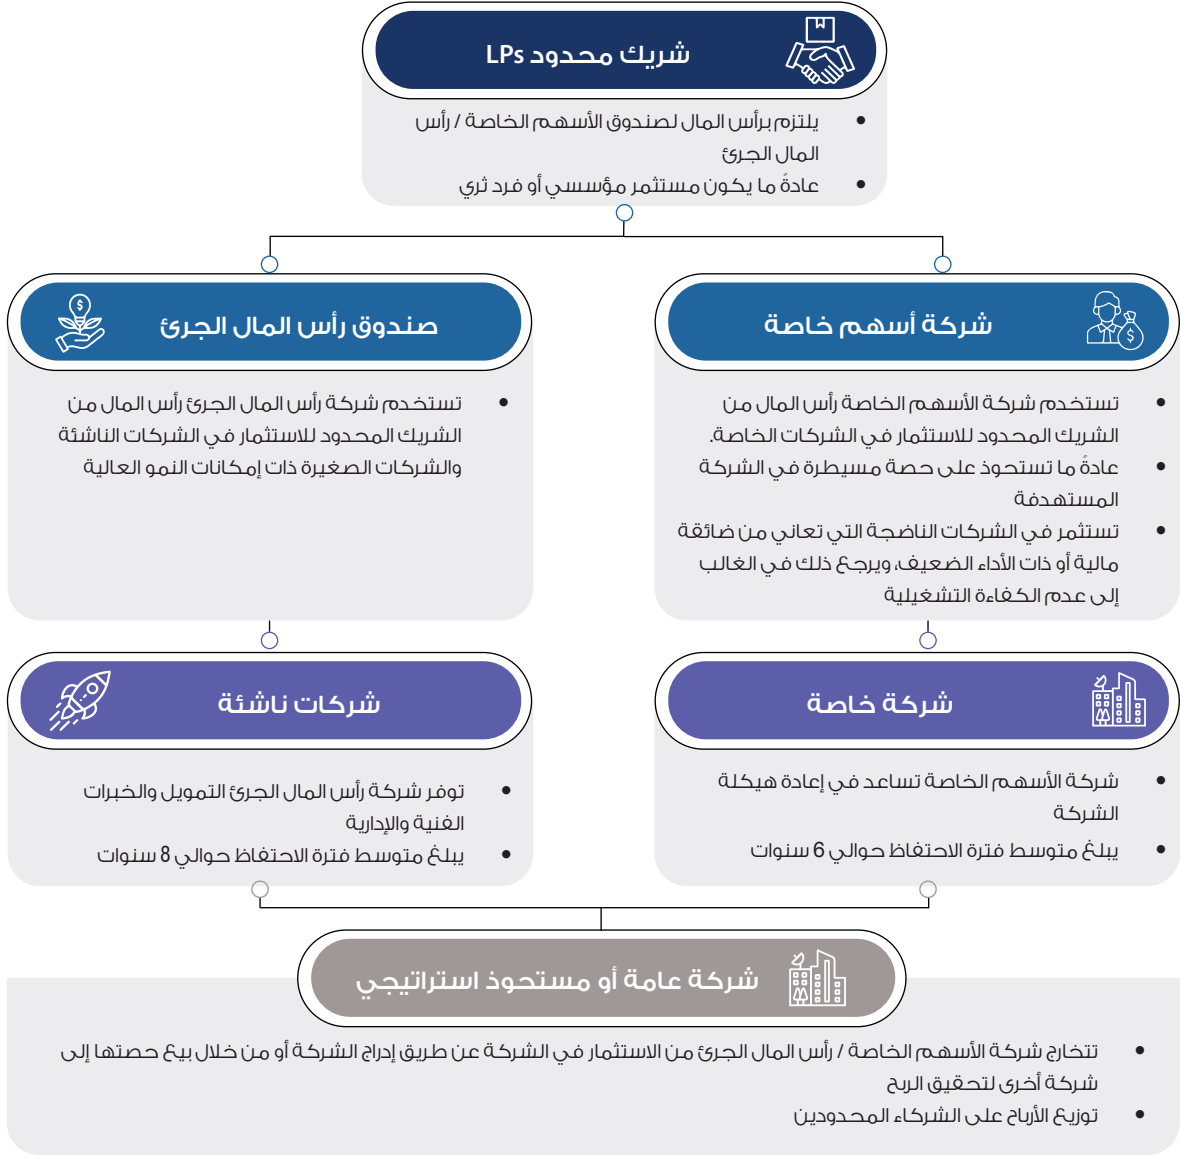 شريك محدود LPs
• يلتزم برأس المال لصندوق الأسهم الخاصة / رأس
المال الجرئ
• عادةً ما يكون مستثمر مؤسسي أو فرد ثري
شركة أسهم خاصة
• تستخدم شركة الأسهم الخاصة رأس المال من
الشريك المحدود للاستثمار في الشركات الخاصة.
• عادةً ما تستحوذ على حصة مسيطرة في الشركة
المستهدفة
• تستثمر في الشركات الناضجة التي تعاني من ضائقة
مالية أو ذات الأداء الضعيف، ويرجع ذلك في الغالب
إلى عدم الكفاءة التشغيلية
صندوق رأس المال الجرئ
• تستخدم شركة رأس المال الجرئ رأس المال من
الشريك المحدود للاستثمار في الشركات الناشئة
والشركات الصغيرة ذات إمكانات النمو العالية
شركة خاصة
• شركة الأسهم الخاصة تساعد في إعادة هيكلة
الشركة
• يبلغ متوسط فترة الاحتفاظ حوالي 6 سنوات
شركات ناشئة
• توفر شركة رأس المال الجرئ التمويل والخبرات
الفنية والإدارية
• يبلغ متوسط فترة الاحتفاظ حوالي 8 سنوات
شركة عامة أو مستحوذ استراتيجي
• تتخارج شركة الأسهم الخاصة / رأس المال الجرئ من الاستثمار في الشركة عن طريق إدراج الشركة أو من خلال بيع حصتها إلى
شركة أخرى لتحقيق الربح
• توزيع الأرباح على الشركاء المحدودين